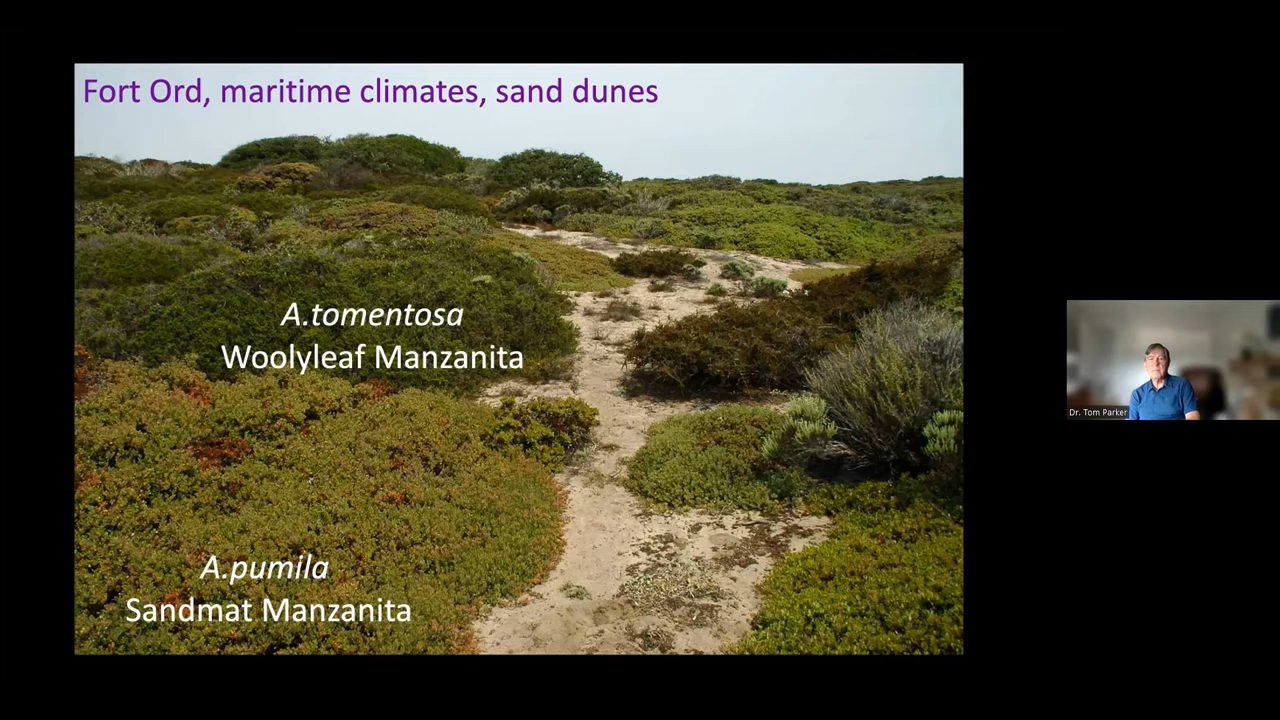 Fort Ord, maritime climates, sand dunes
A.tomentosa
Woolyleaf Manzanita
A.pumila
Sandmat Manzanita
Dr. Tom Parker